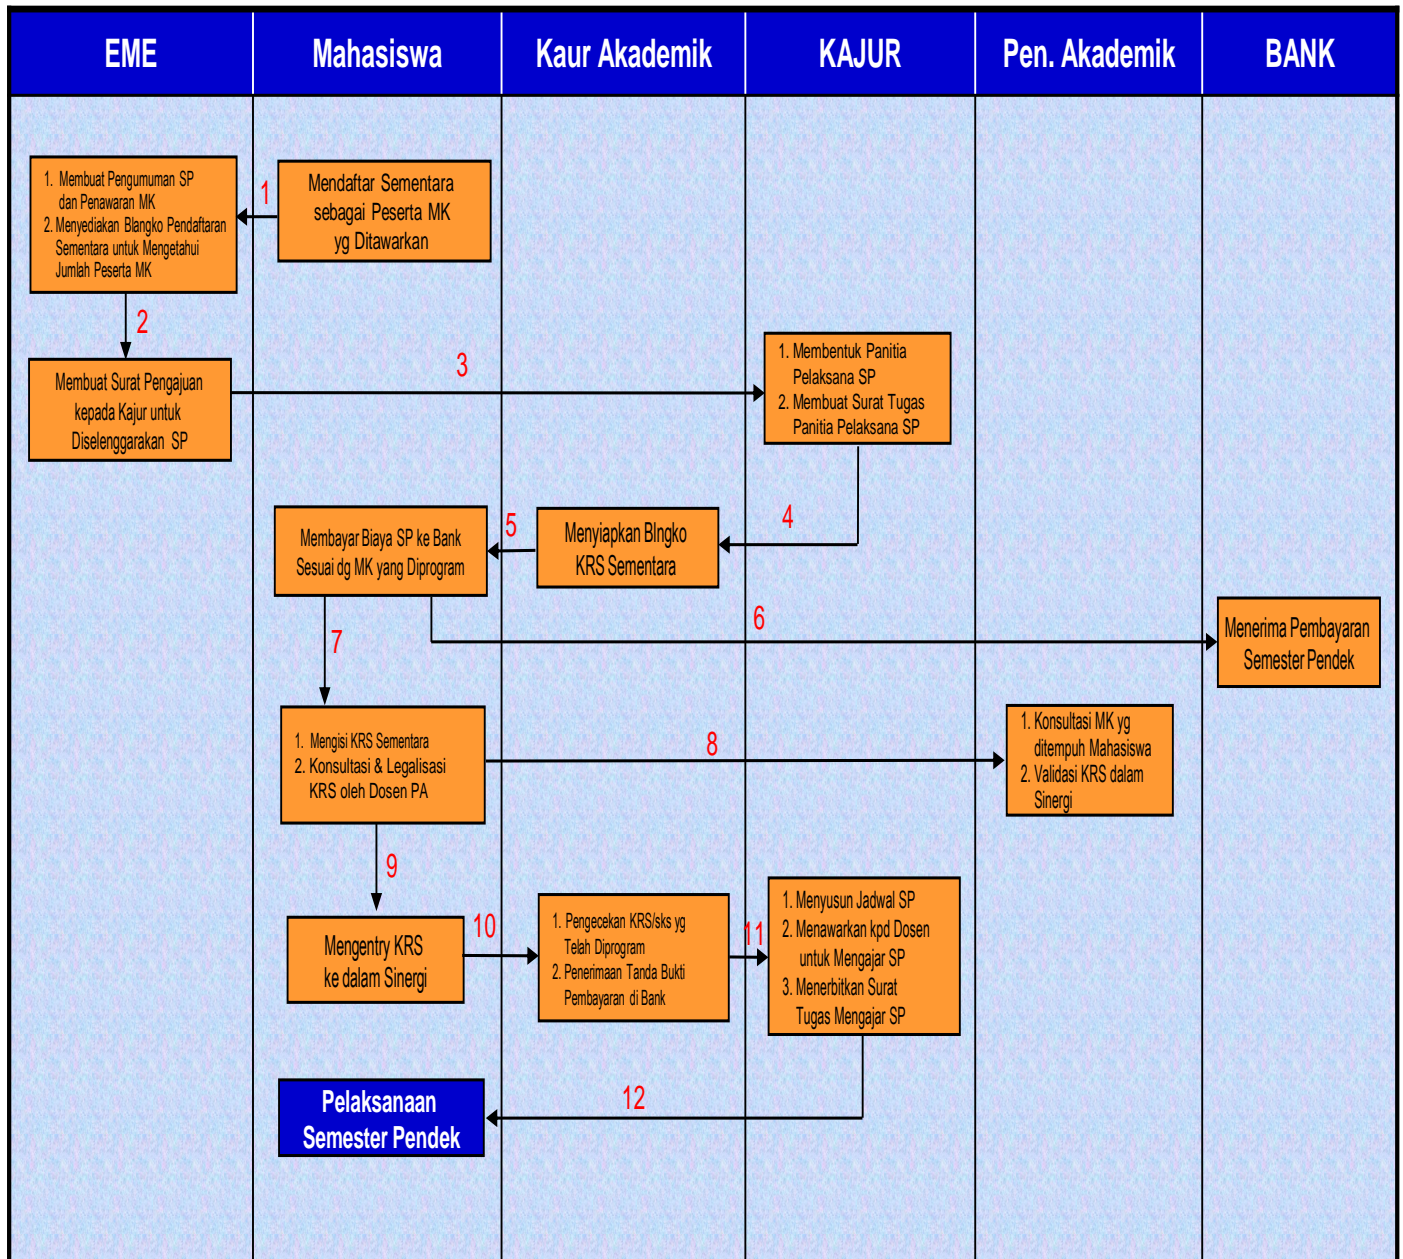 EME
Mahasiswa
Kaur Akademik
KAJUR
Pen. Akademik
BANK
1. Membuat Pengumuman SP
dan Penawaran MK
2. Menyediakan Blangko Pendaftaran
Sementara untuk Mengetahui
Jumlah Peserta MK
1
Mendaftar Sementara
sebagai Peserta MK
yg Ditawarkan
2
Membuat Surat Pengajuan
kepada Kajur untuk
Diselenggarakan SP
3
1. Membentuk Panitia
Pelaksana SP
2. Membuat Surat Tugas
Panitia Pelaksana SP
4
Menyiapkan Blngko
KRS Sementara
5
Membayar Biaya SP ke Bank
Sesuai dg MK yang Diprogram
6
Menerima Pembayaran
Semester Pendek
7
1. Mengisi KRS Sementara
2. Konsultasi & Legalisasi
KRS oleh Dosen PA
8
1. Konsultasi MK yg
ditempuh Mahasiswa
2. Validasi KRS dalam
Sinergi
9
Mengentry KRS
ke dalam Sinergi
10
1. Pengecekan KRS/sks yg
Telah Diprogram
2. Penerimaan Tanda Bukti
Pembayaran di Bank
11
1. Menyusun Jadwal SP
2. Menawarkan kpd Dosen
untuk Mengajar SP
3. Menerbitkan Surat
Tugas Mengajar SP
12
Pelaksanaan
Semester Pendek